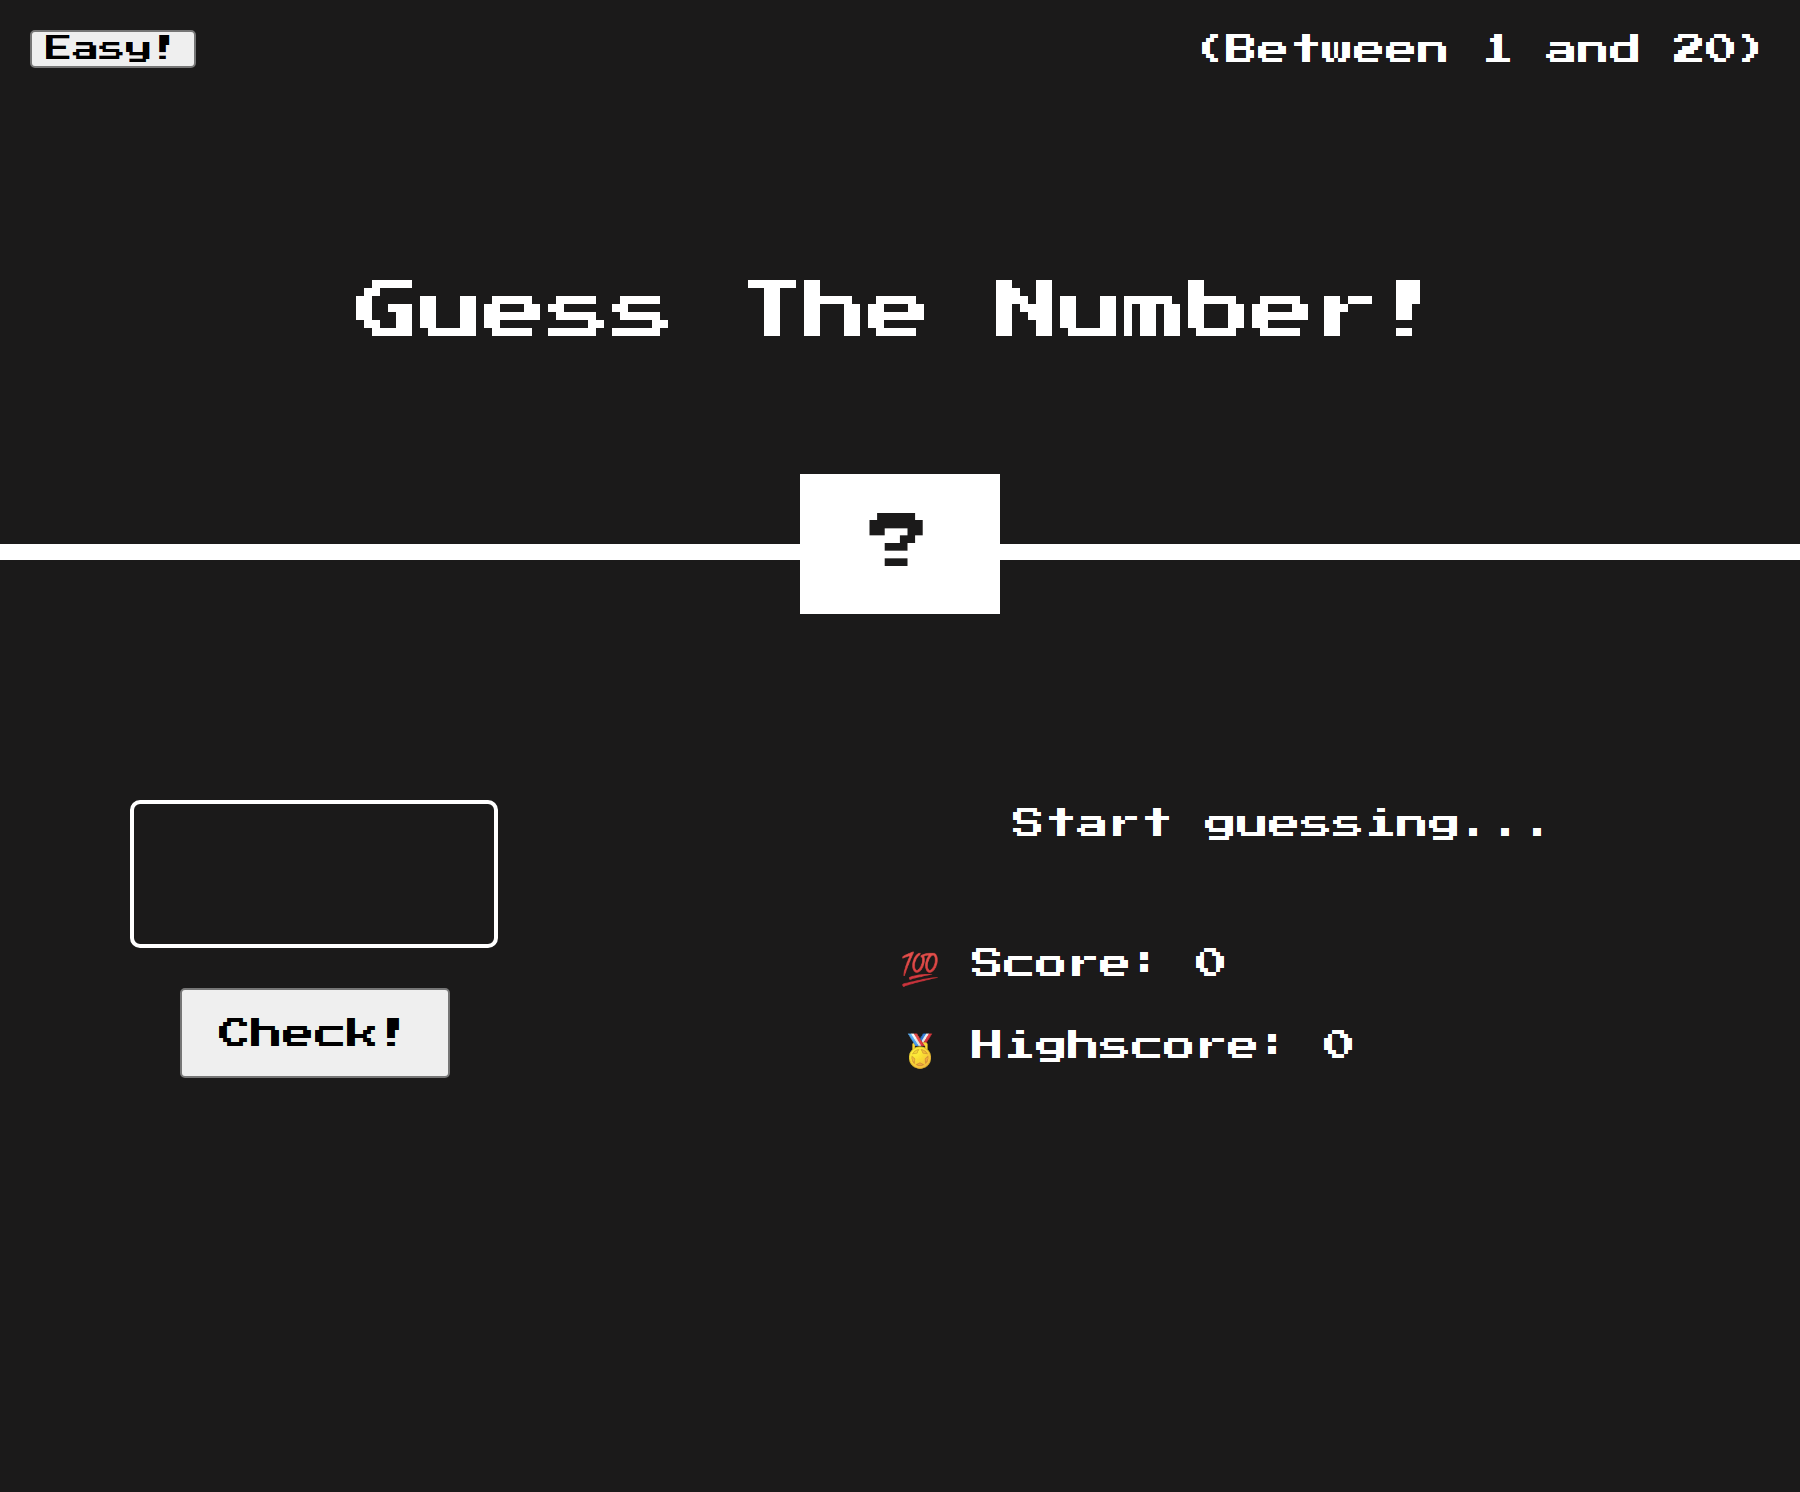 Easy!
(Between 1 and 20)
Guess The Number!
?
Start guessing...
💯 Score: 0
Check!
🥇 Highscore: 0